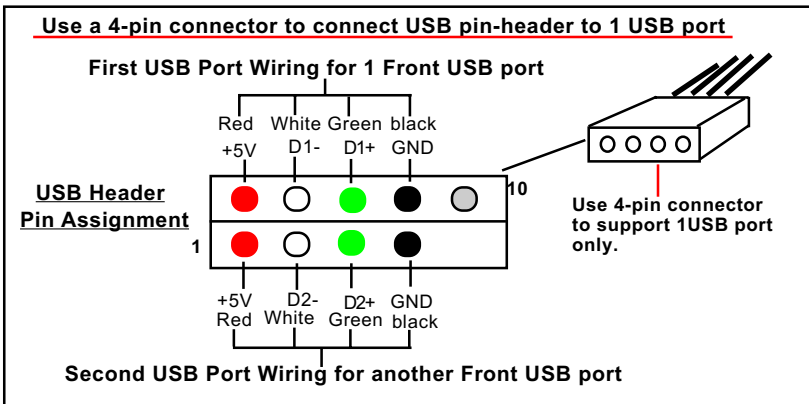 Use a 4-pin connector to connect USB pin-header to 1 USB port
First USB Port Wiring for 1 Front USB port
Red White Green black
+5V D1- D1+ GND
USB Header
Pin Assignment
10
1
Use 4-pin connector
to support 1USB port
only.
+5V D2- D2+ GND
Red White Green black
Second USB Port Wiring for another Front USB port